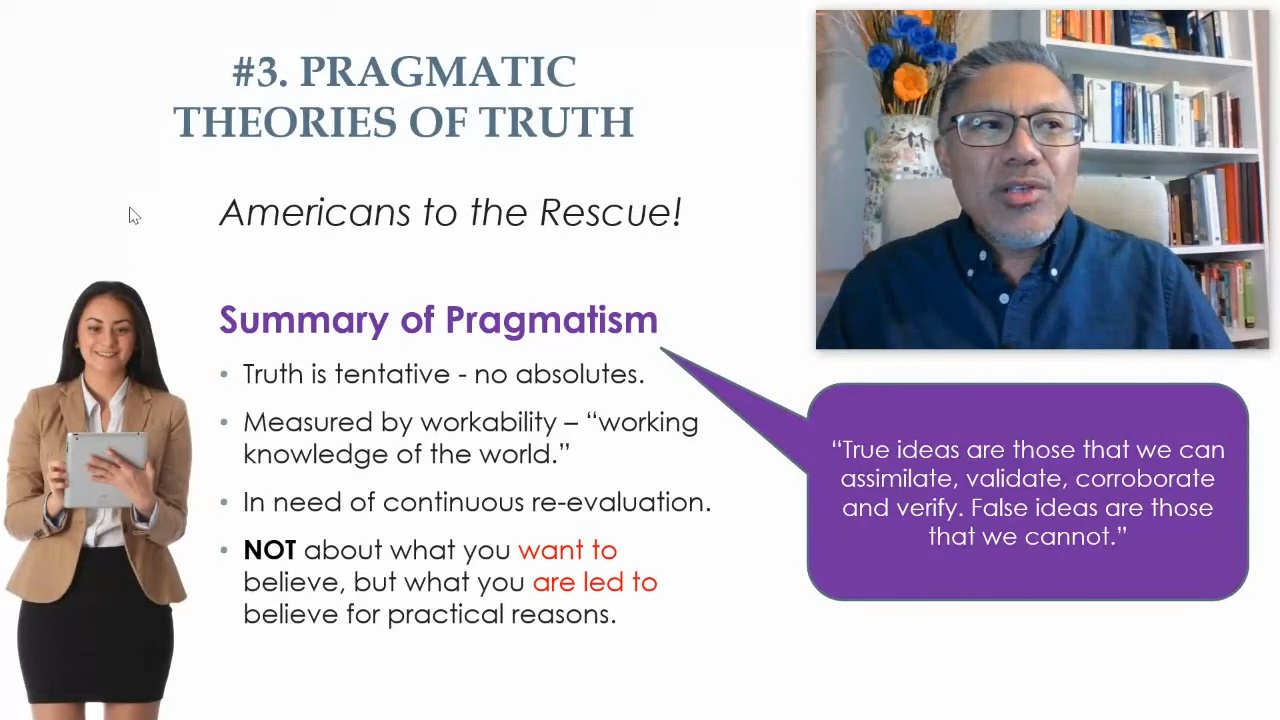 #3. PRAGMATIC
THEORIES OF TRUTH
Americans to the Rescue!
Summary of Pragmatism
• Truth is tentative - no absolutes.
• Measured by workability – “working
knowledge of the world.”
• In need of continuous re-evaluation.
• NOT about what you want to
believe, but what you are led to
believe for practical reasons.
“True ideas are those that we can
assimilate, validate, corroborate
and verify. False ideas are those
that we cannot.”